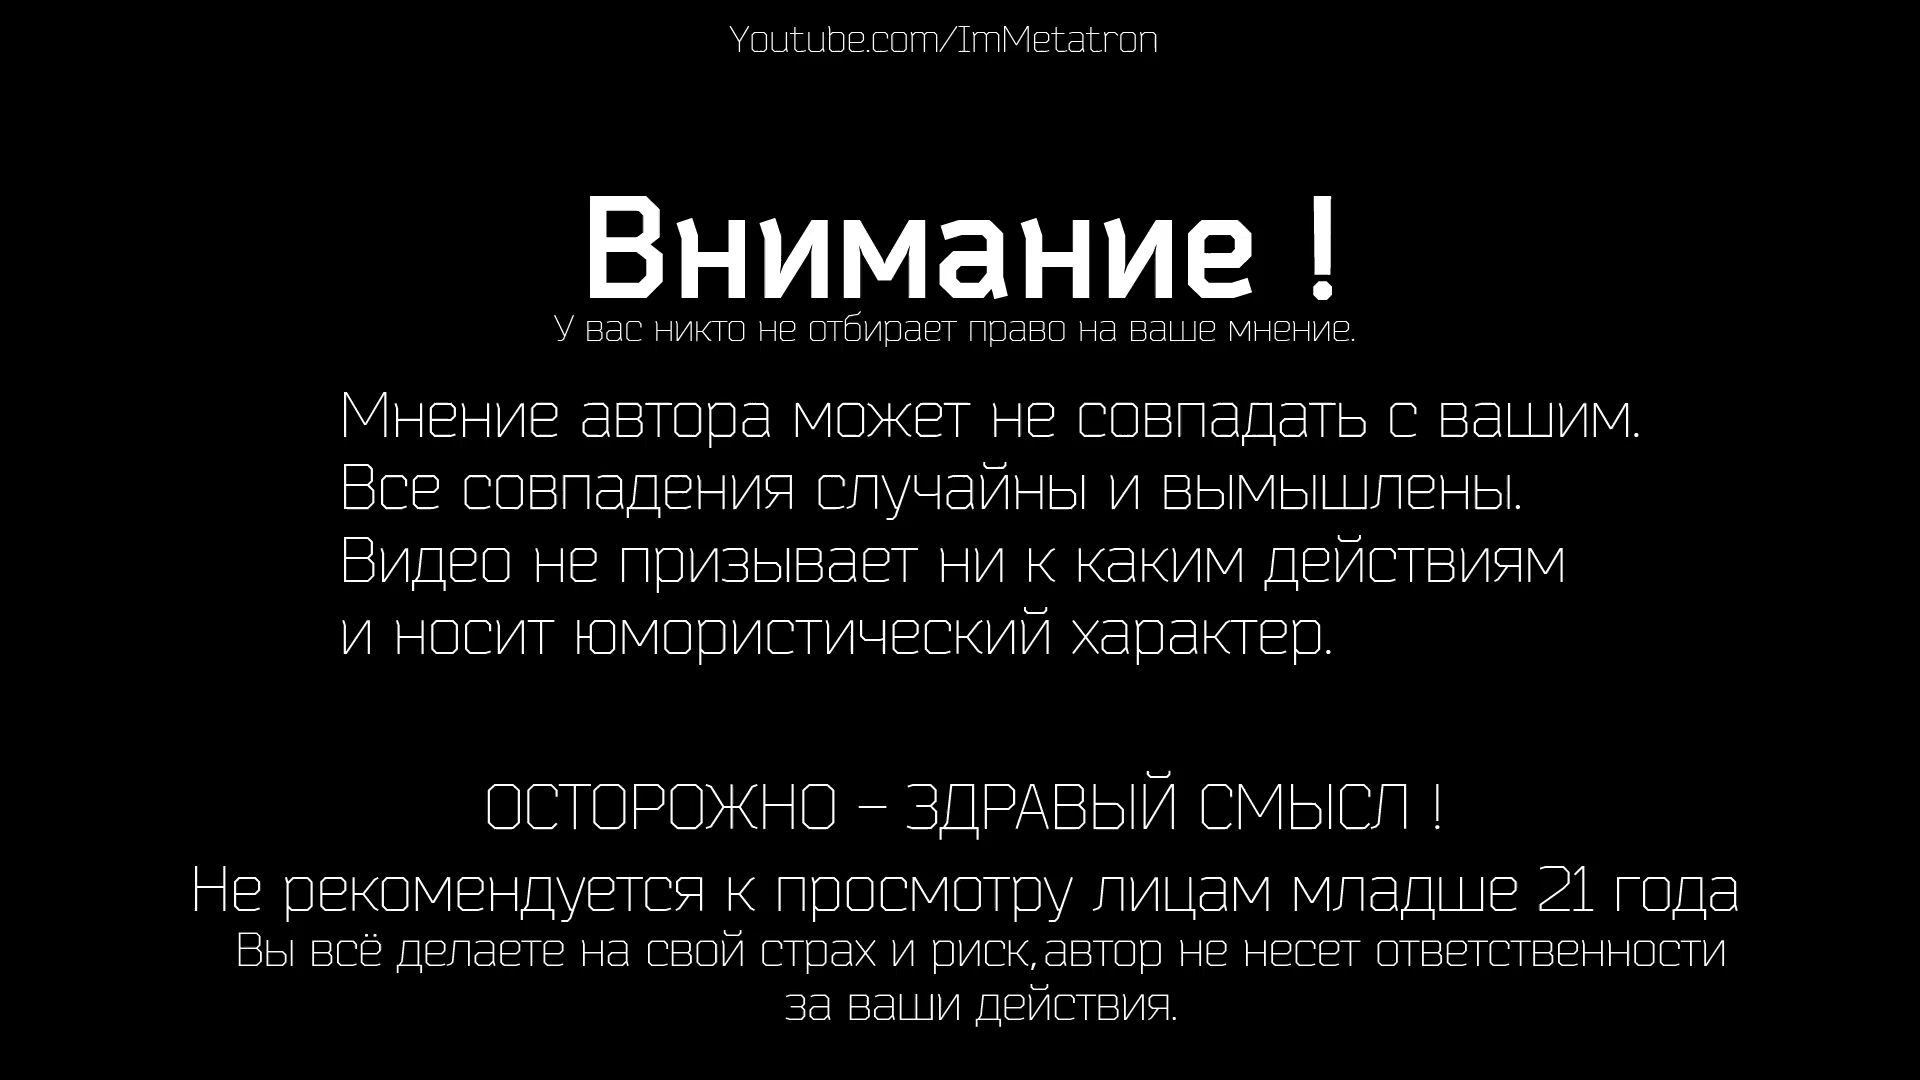 Youtube.com/ImMetatron
Внимание !
У вас никто не отбирает право на ваше мнение.
Мнение автора может не совпадать с вашим.
Все совпадения случайны и вымышлены.
Видео не призывает ни к каким действиям
и носит юмористический характер.
ОСТОРОЖНО – ЗДРАВЫЙ СМЫСЛ !
Не рекомендуется к просмотру лицам младше 21 года
Вы всё делаете на свой страх и риск,автор не несет ответственности
за ваши действия.